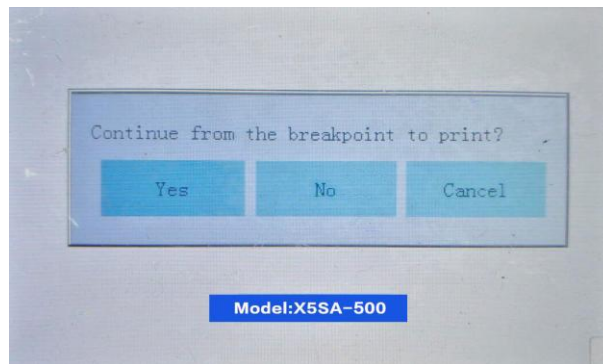 Continue from the breakpoint to print?
Yes No Cancel
Model:X5SA-500